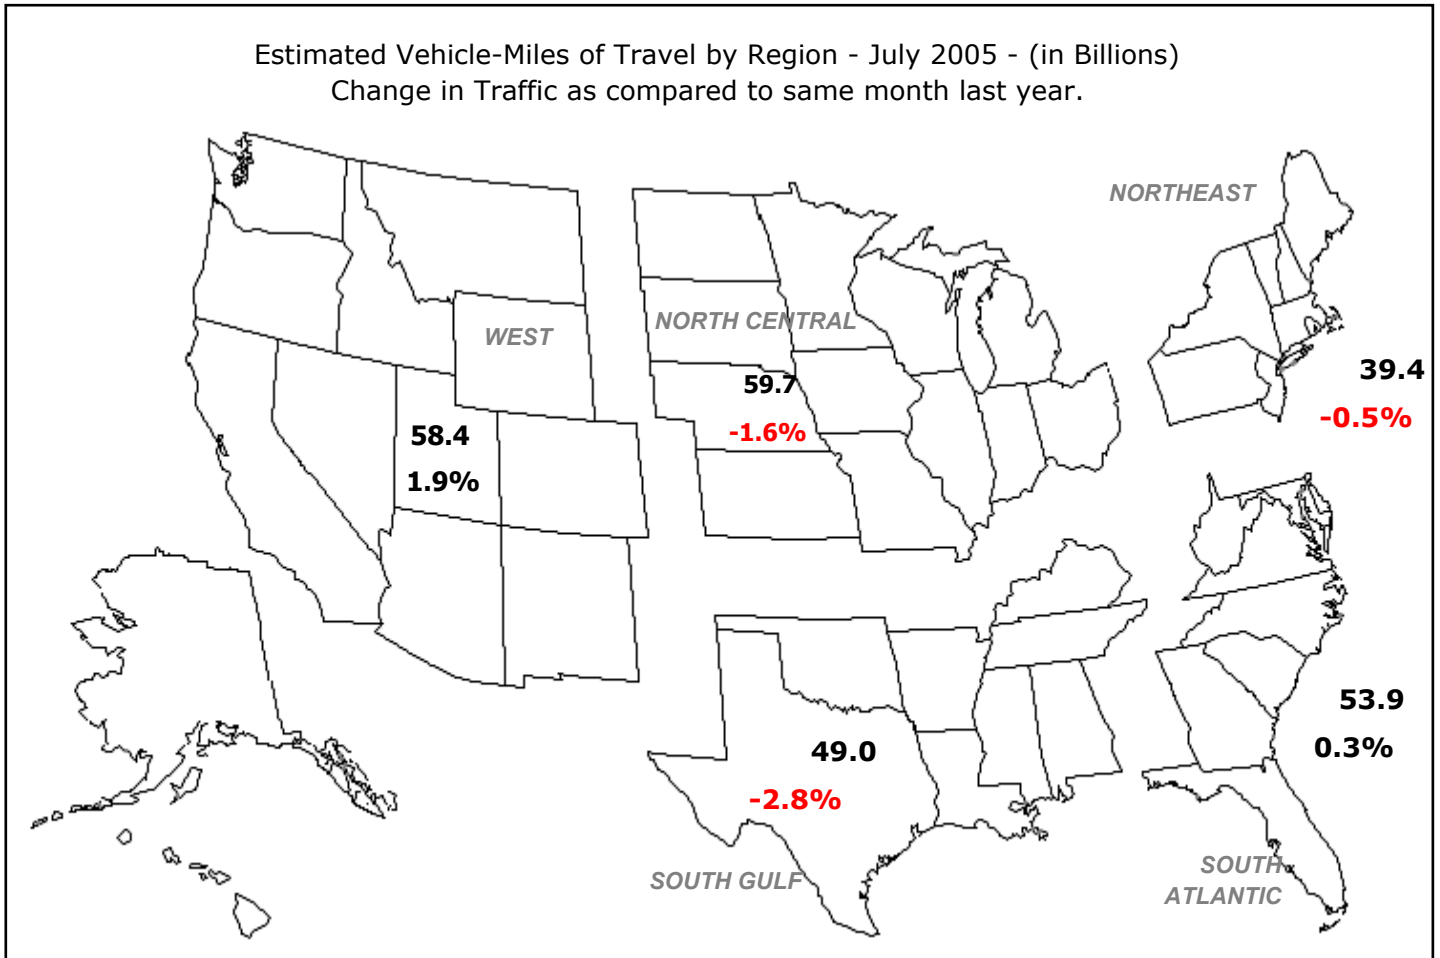 Estimated Vehicle-Miles of Travel by Region - July 2005 - (in Billions)
Change in Traffic as compared to same month last year.
NORTHEAST
WEST
NORTH CENTRAL
39.4
-0.5%
59.7
-1.6%
58.4
1.9%
53.9
0.3%
49.0
-2.8%
SOUTH GULF
SOUTH
ATLANTIC